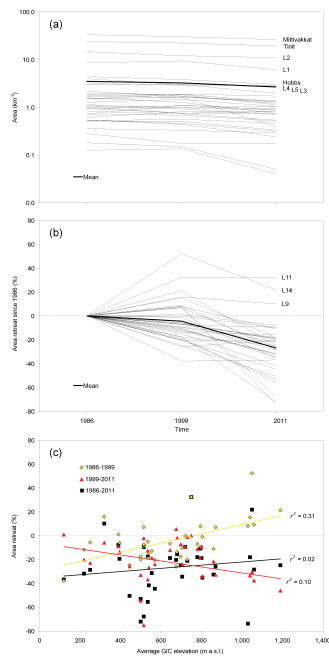 (a)
100.0
10.0
1.0
0.1
0.0
Area (km²)
Mittivakkat
Tinit
L2
L1
Hobbs
L4 L5 L3
Mean
(b)
80
60
40
20
0
-20
-40
-60
-80
Area retreat since 1986 (%)
L11
L14
L9
Mean
1986
1999
2011
Time
(c)
80
60
40
20
0
-20
-40
-60
-80
Area retreat (%)
1986-1999
1999-2011
1986-2011
r² = 0.31
r² = 0.02
r² = 0.10
0
200
400
600
800
1,000
1,200
1,400
Average GIC elevation (m a.s.l.)